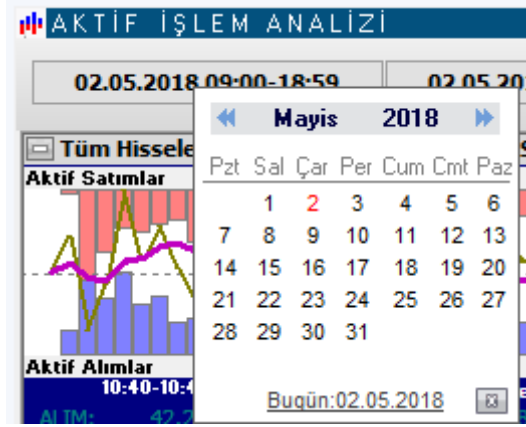 AKTİF İŞLEM ANALİZİ
02.05.2018 09:00-18:59
02.05.20
Mayis 2018
Tüm Hissele
Pzt Sal Çar Per Cum Cmt Paz
Aktif Satımlar
1 2 3 4 5 6
7 8 9 10 11 12 13
14 15 16 17 18 19 20
21 22 23 24 25 26 27
28 29 30 31
Aktif Alımlar
10:40-10:4
Bugün:02.05.2018
ALIM: 42,2